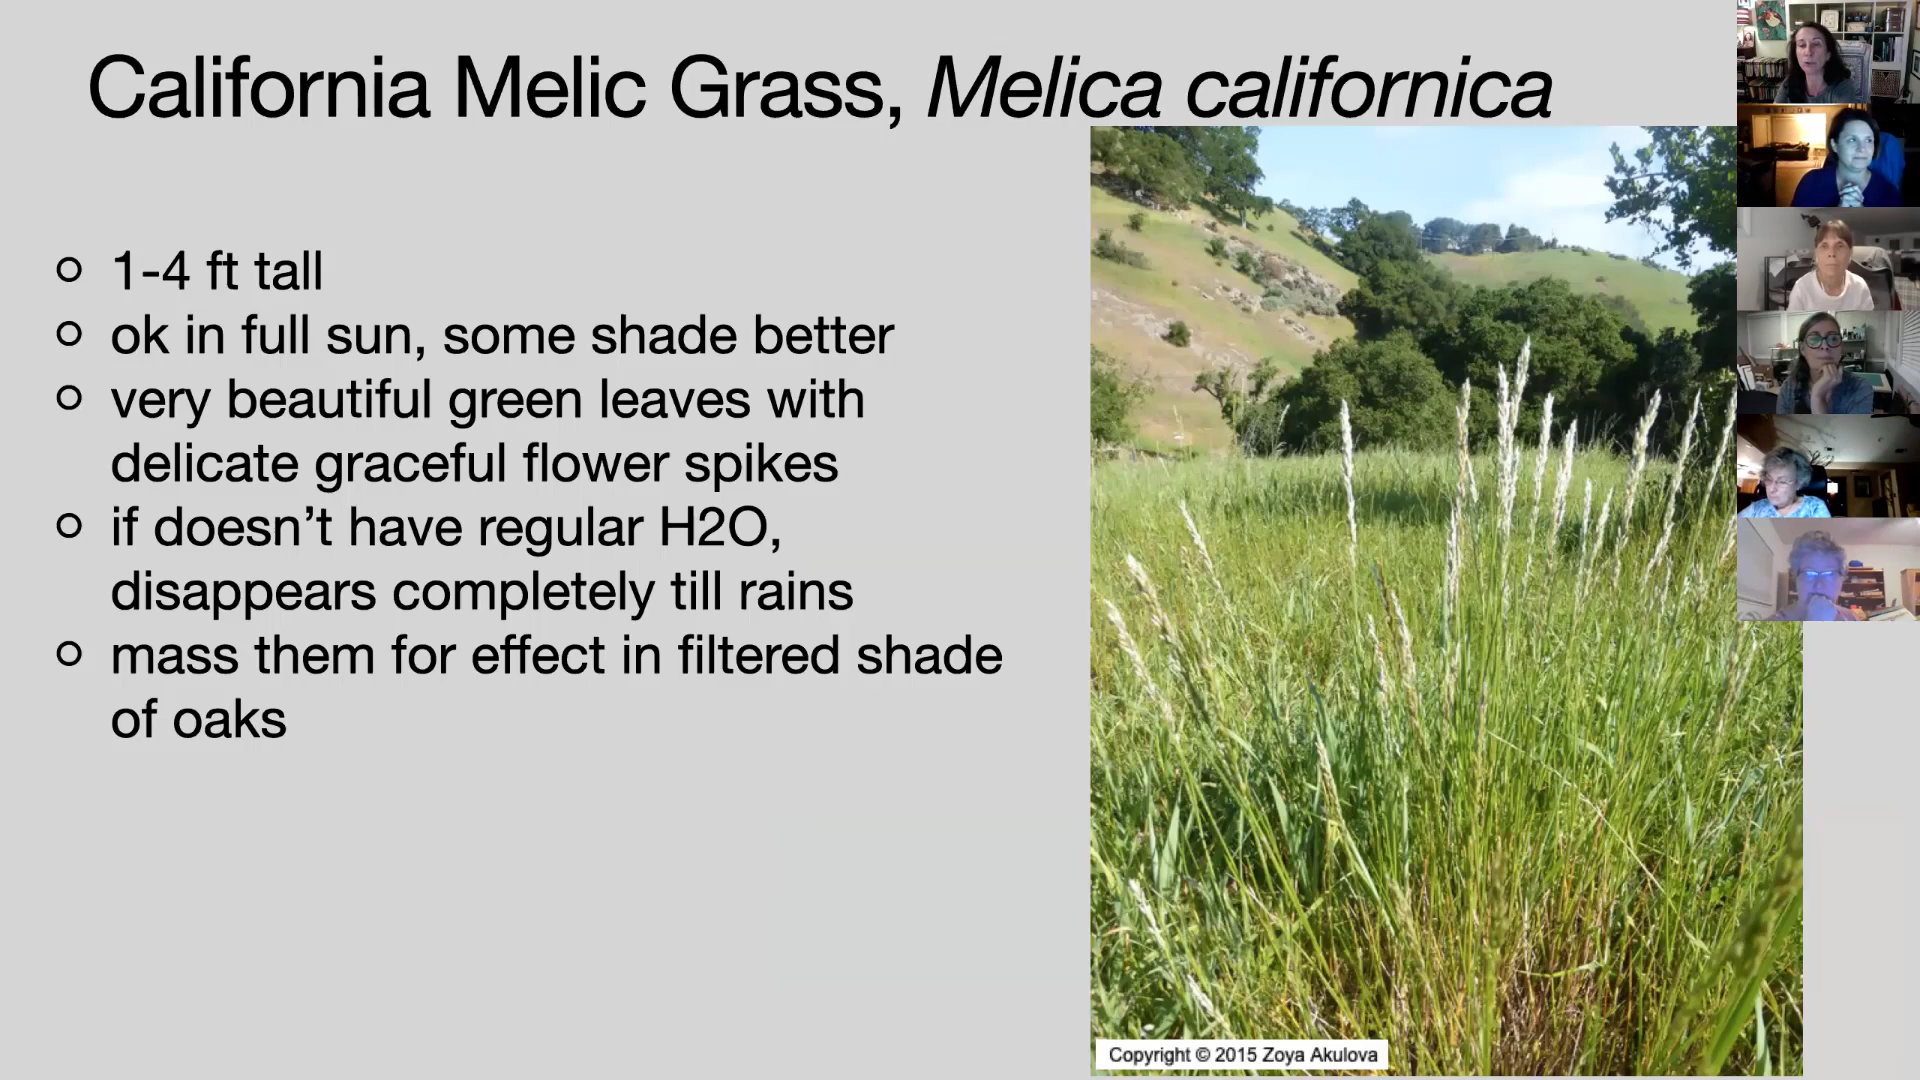 California Melic Grass, Melica californica
1-4 ft tall
ok in full sun, some shade better
very beautiful green leaves with
delicate graceful flower spikes
if doesn’t have regular H2O,
disappears completely till rains
mass them for effect in filtered shade
of oaks
Copyright © 2015 Zoya Akulova